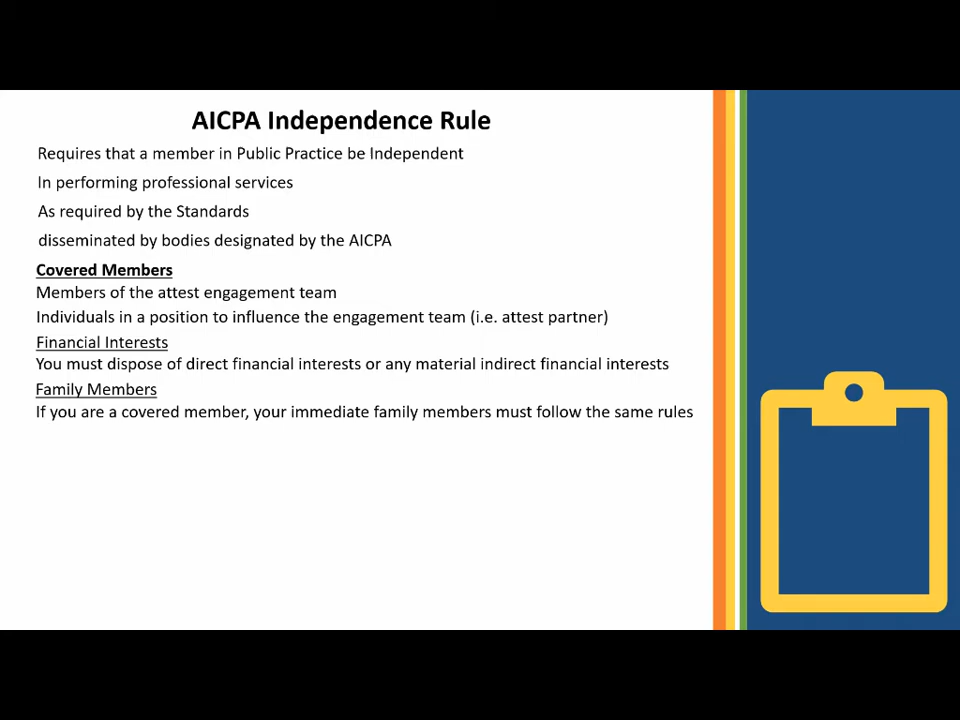 AICPA Independence Rule
Requires that a member in Public Practice be Independent
In performing professional services
As required by the Standards
disseminated by bodies designated by the AICPA
Covered Members
Members of the attest engagement team
Individuals in a position to influence the engagement team (i.e. attest partner)
Financial Interests
You must dispose of direct financial interests or any material indirect financial interests
Family Members
If you are a covered member, your immediate family members must follow the same rules